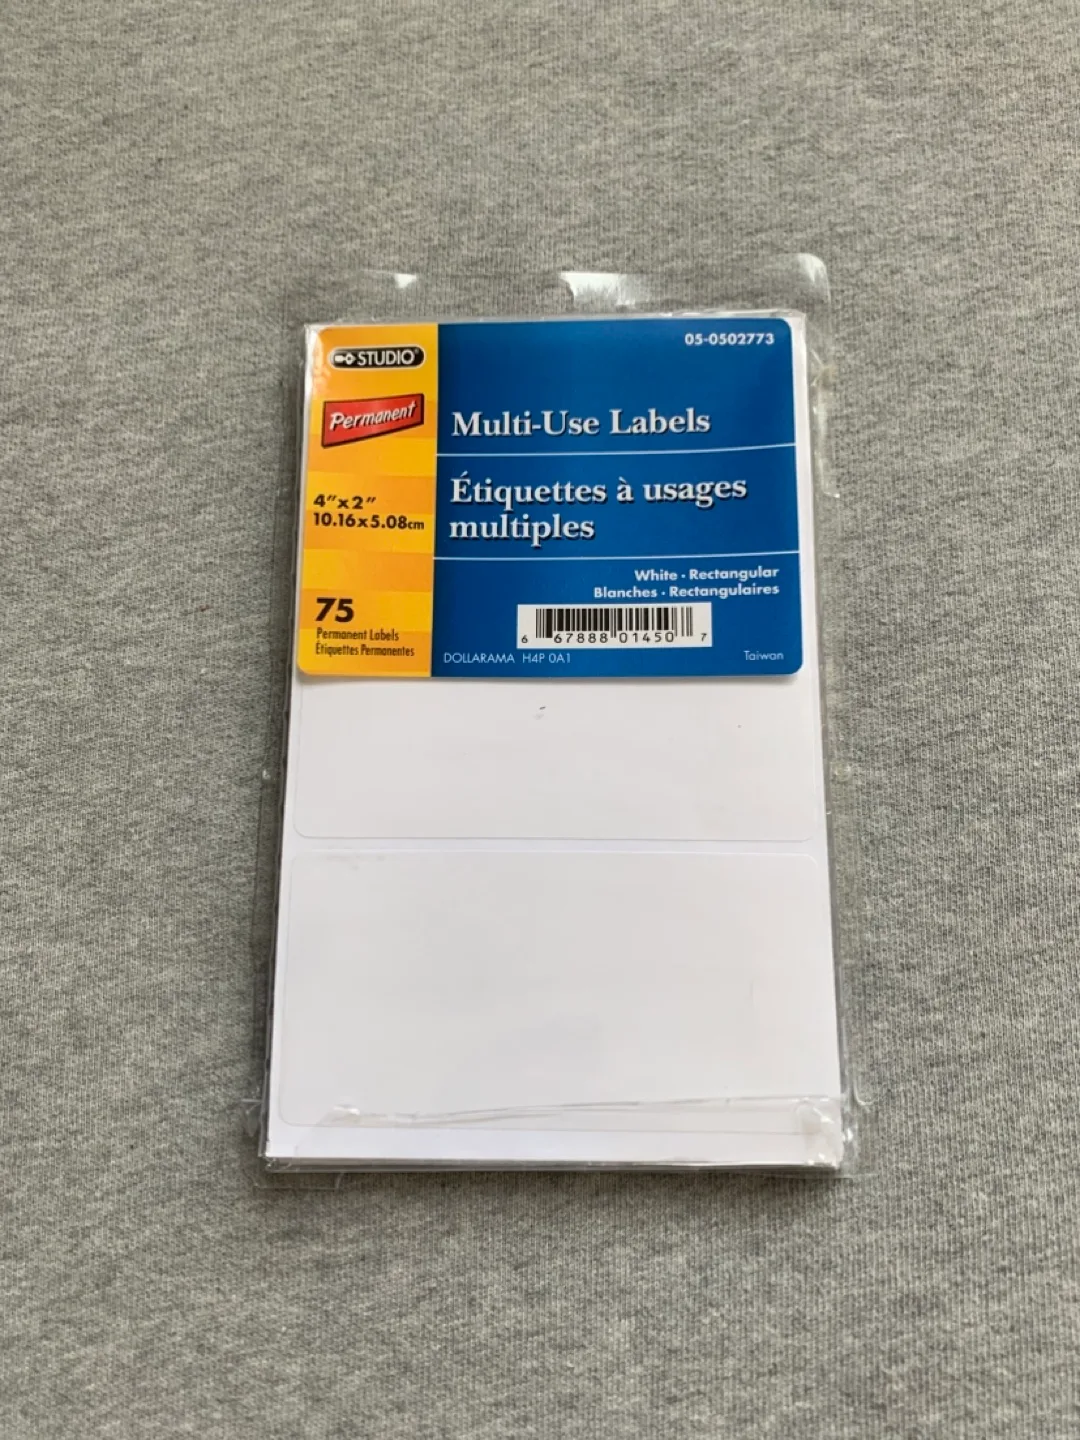 STUDIO®
05-0502773
Permanent
Multi-Use Labels
4"x2"
10.16x5.08cm
Étiquettes à usages
multiples
White · Rectangular
Blanches · Rectangulaires
75
Permanent Labels
Étiquettes Permanentes
6 67888 01450 7
DOLLARAMA H4P 0A1
Taiwan